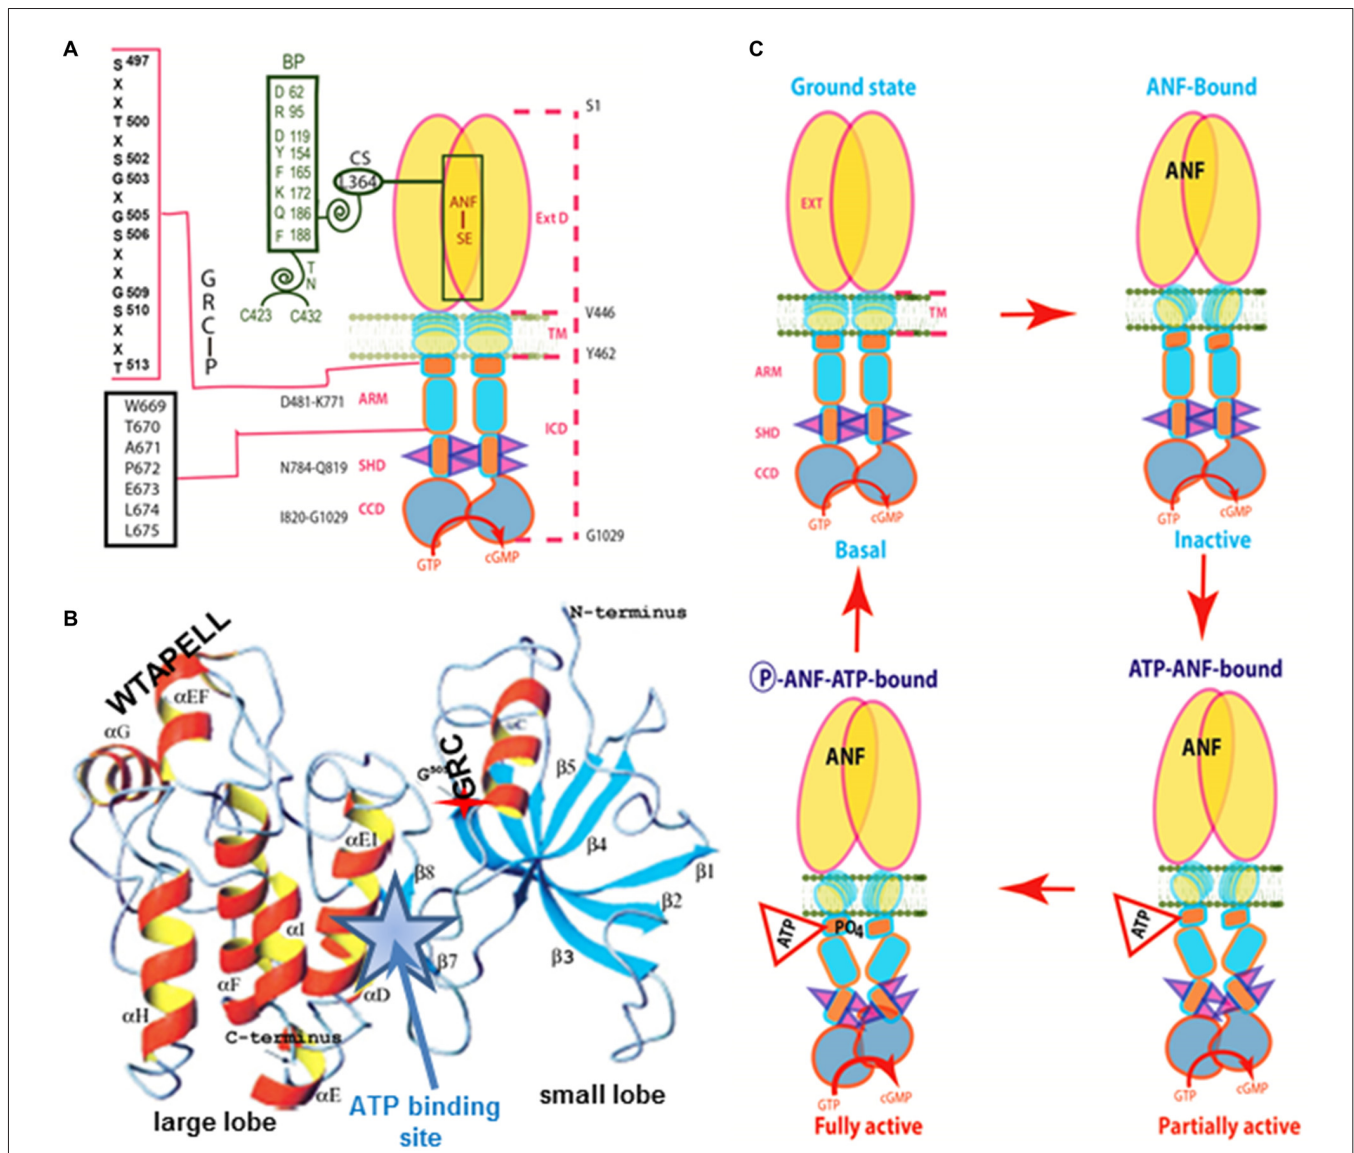 A
S 497
X
X
T 500
X
S 502
G 503
X
G 505
S 506
X
X
G 509
S 510
X
X
T 513
G
R
C
P
W669
T670
A671
P672
E673
L674
L675
BP
D 62
R 95
D 119
Y 154
F 165
K 172
Q 186
F 188
T
N
C423
C432
CS
L364
ANF
SE
S1
Ext D
V446
TM
Y462
D481-K771
ARM
ICD
N784-Q819
SHD
I820-G1029
CCD
G1029
GTP
cGMP
B
WTAPELL
αEF
αG
N-terminus
αC
GRC
β5
αEI
β4
β8
β1
β2
αI
β7
β3
αF
αD
αH
C-terminus
αE
large lobe
ATP binding
site
small lobe
C
Ground state
EXT
TM
ARM
SHD
CCD
GTP
cGMP
Basal
ANF-Bound
ANF
GTP
cGMP
Inactive
ATP-ANF-bound
ANF
ATP
GTP
cGMP
Partially active
P-ANF-ATP-bound
ANF
ATP
PO4
GTP
cGMP
Fully active